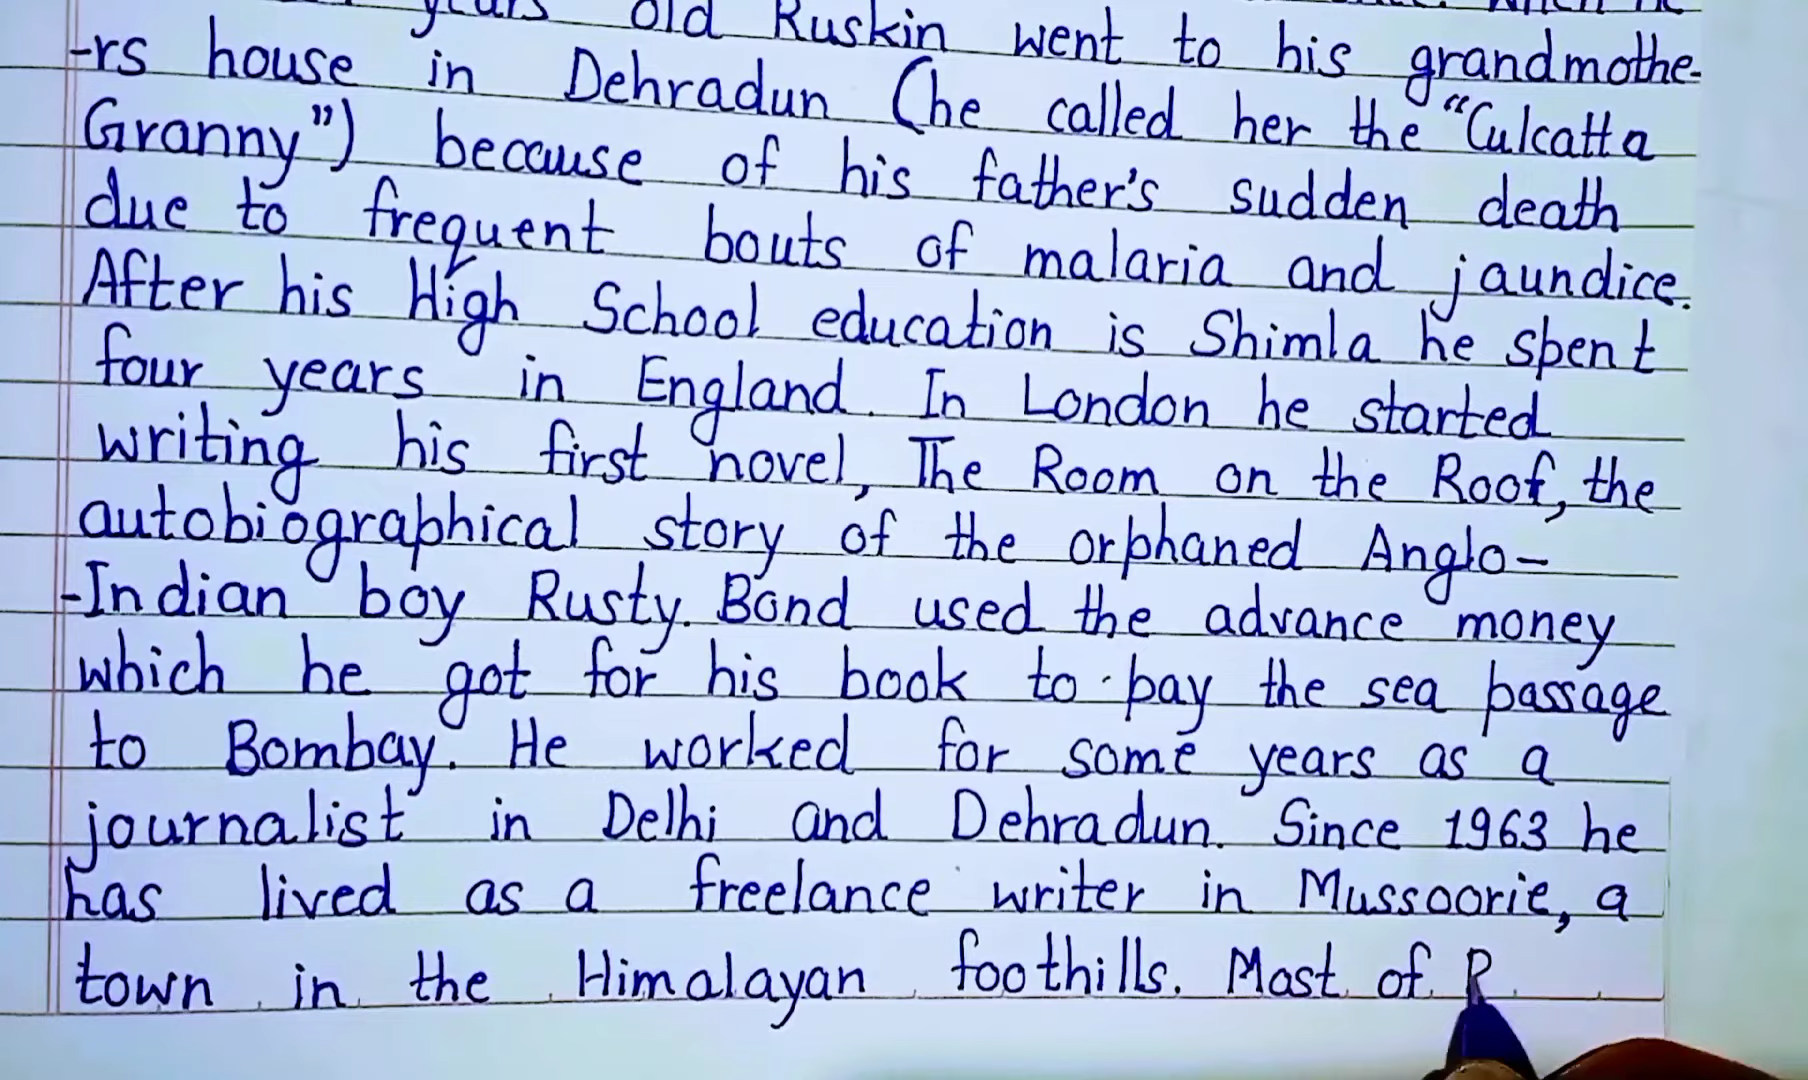 years old Ruskin went to his grandmothe-
-rs house in Dehradun (he called her the "Culcatta
Granny") because of his father's sudden death
due to frequent bouts of malaria and jaundice.
After his High School education is Shimla he spent
four years in England. In London he started
writing his first novel, The Room on the Roof, the
autobiographical story of the orphaned Anglo-
-Indian boy Rusty. Bond used the advance money
which he got for his book to pay the sea passage
to Bombay. He worked for some years as a
journalist in Delhi and Dehradun. Since 1963 he
has lived as a freelance writer in Mussoorie, a
town in the Himalayan foothills. Most of R